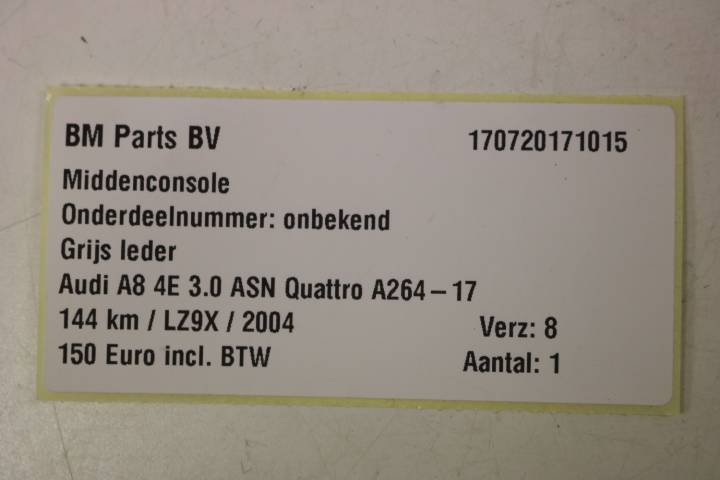 BM Parts BV 170720171015
Middenconsole
Onderdeelnummer: onbekend
Grijs leder
Audi A8 4E 3.0 ASN Quattro A264 – 17
144 km / LZ9X / 2004 Verz: 8
150 Euro incl. BTW Aantal: 1